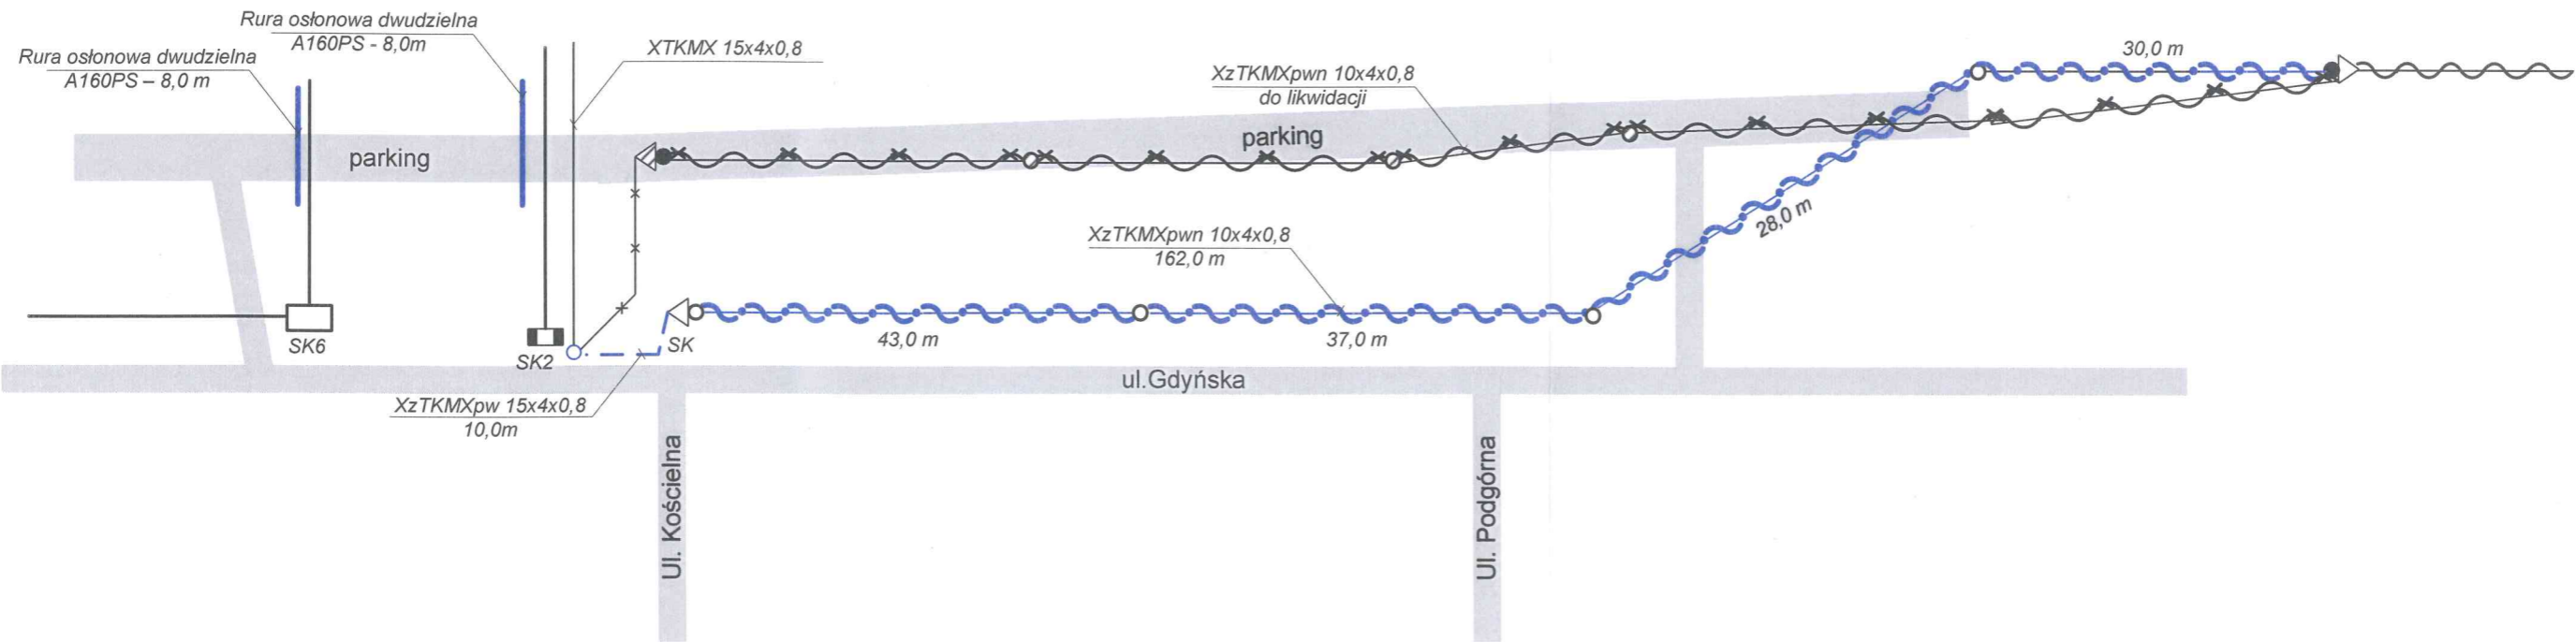 Rura osłonowa dwudzielna
A160PS - 8,0m
Rura osłonowa dwudzielna
A160PS – 8,0 m
XTKMX 15x4x0,8
XzTKMXpwn 10x4x0,8
do likwidacji
30,0 m
parking
parking
28,0 m
XzTKMXpwn 10x4x0,8
162,0 m
SK6
SK2
SK
43,0 m
37,0 m
ul.Gdyńska
XzTKMXpw 15x4x0,8
10,0m
Ul. Kościelna
Ul. Podgórna